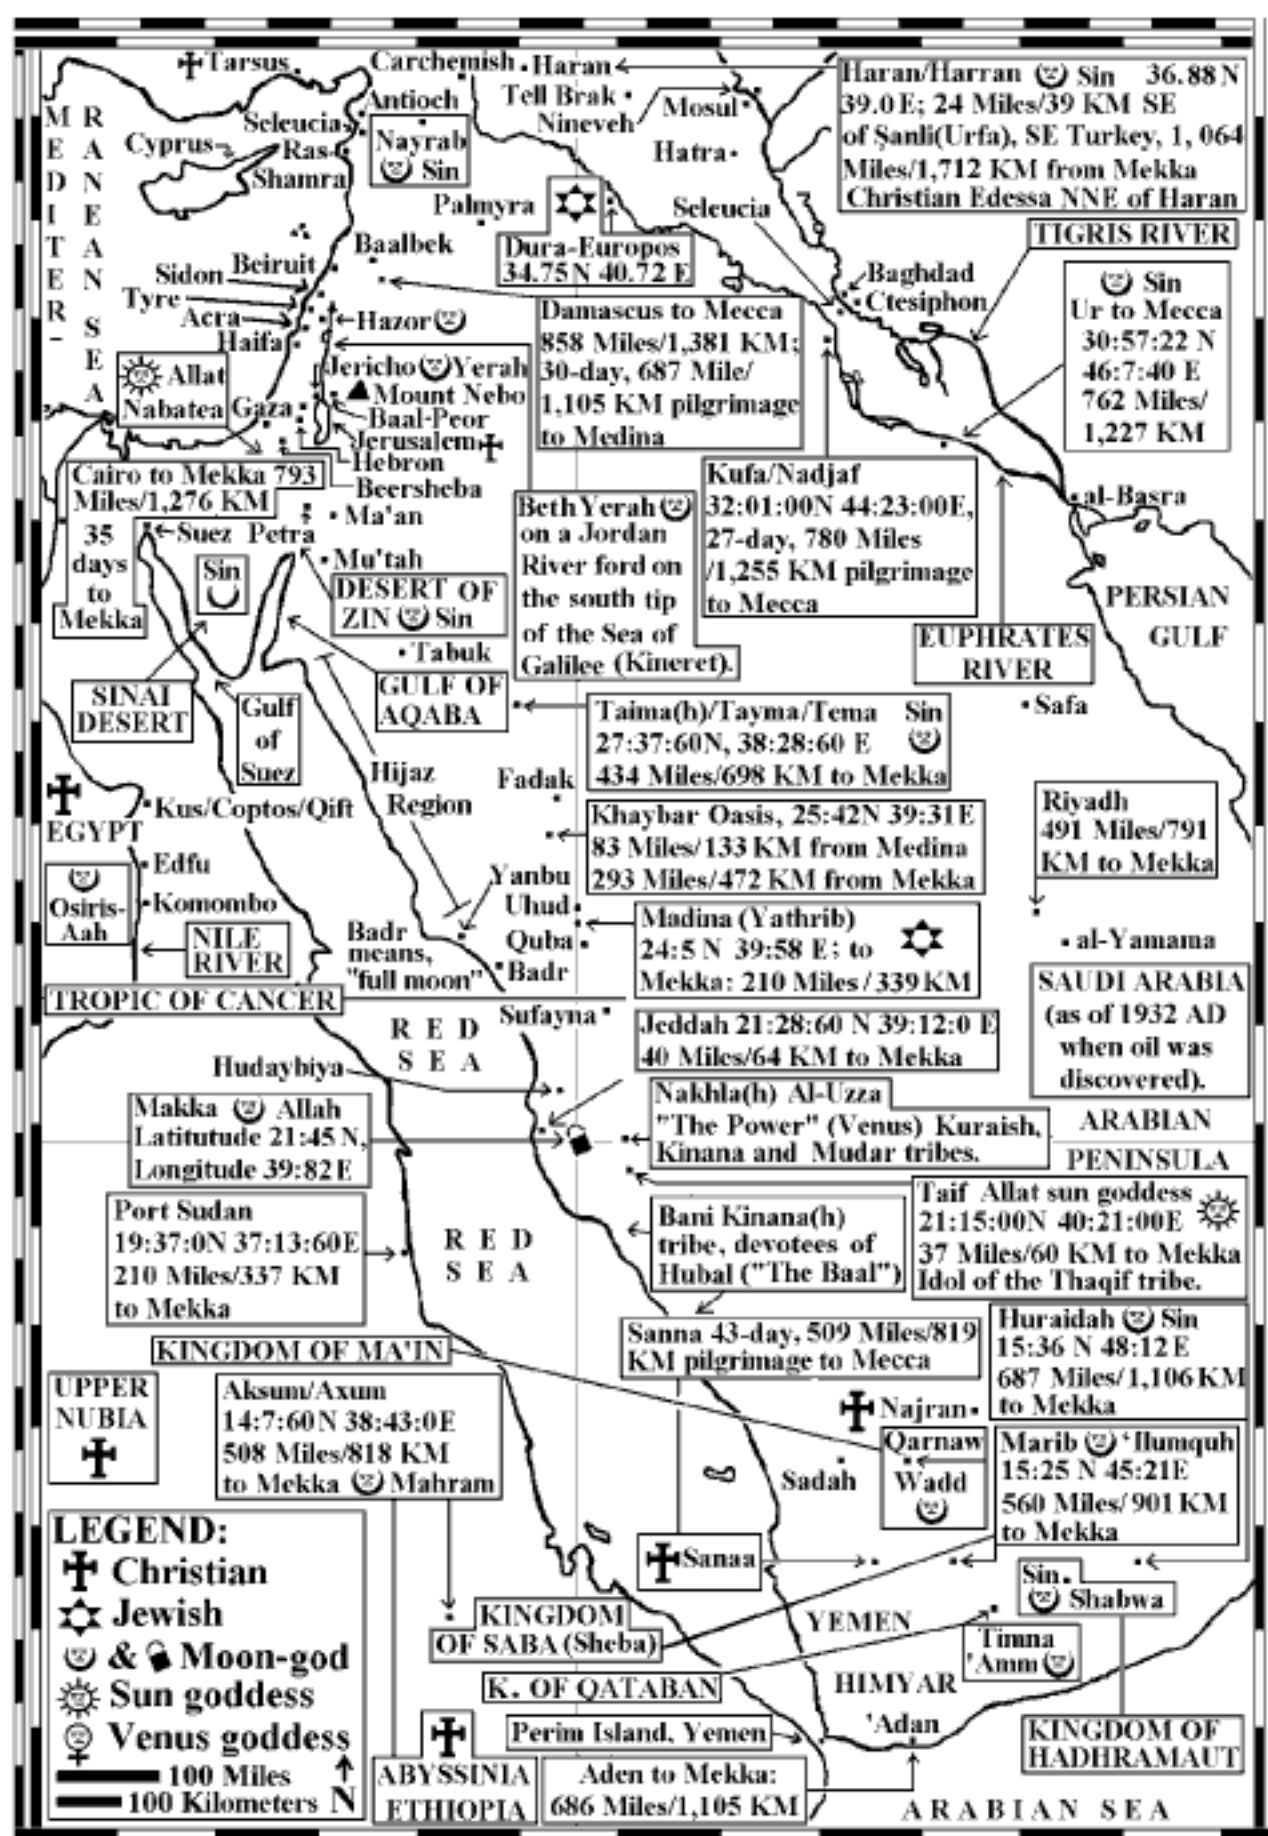 Tarsus
Carchemish
Haran
Tell Brak
Nineveh
Mosul
Hatra
Antioch
Seleucia
Cyprus
Ras-
Shamra
Nayrab
Sin
Palmyra
MEDITER-
RANEAN SEA
Haran/Harran Sin 36.88 N
39.0 E; 24 Miles/39 KM SE
of Şanli(Urfa), SE Turkey, 1, 064
Miles/1,712 KM from Mekka
Christian Edessa NNE of Haran
TIGRIS RIVER
Seleucia
Dura-Europos
34.75 N 40.72 E
Baalbek
Beiruit
Sidon
Tyre
Acra
Haifa
Hazor
Baghdad
Ctesiphon
Sin
Ur to Mecca
30:57:22 N
46:7:40 E
762 Miles/
1,227 KM
Damascus to Mecca
858 Miles/1,381 KM;
30-day, 687 Mile/
1,105 KM pilgrimage
to Medina
Allat
Nabatea
Jericho Yerah
Mount Nebo
Gaza
Baal-Peor
Jerusalem
Hebron
Beersheba
Cairo to Mekka 793
Miles/1,276 KM
35
days
to
Mekka
Suez
Petra
Ma'an
Mu'tah
Sin
DESERT OF
ZIN Sin
Tabuk
Beth Yerah
on a Jordan
River ford on
the south tip
of the Sea of
Galilee (Kineret).
Kufa/Nadjaf
32:01:00N 44:23:00E,
27-day, 780 Miles
/1,255 KM pilgrimage
to Mecca
al-Basra
PERSIAN
GULF
EUPHRATES
RIVER
Safa
SINAI
DESERT
Gulf
of
Suez
GULF OF
AQABA
Taima(h)/Tayma/Tema Sin
27:37:60N, 38:28:60 E
434 Miles/698 KM to Mekka
Hijaz
Region
Fadak
EGYPT
Kus/Coptos/Qift
Khaybar Oasis, 25:42N 39:31E
83 Miles/133 KM from Medina
293 Miles/472 KM from Mekka
Riyadh
491 Miles/791
KM to Mekka
Edfu
Komombo
Osiris-
Aah
NILE
RIVER
Yanbu
Uhud
Quba
Badr
Badr
means,
"full moon"
Madina (Yathrib)
24:5 N 39:58 E; to
Mekka: 210 Miles/339 KM
al-Yamama
TROPIC OF CANCER
RED
SEA
Sufayna
SAUDI ARABIA
(as of 1932 AD
when oil was
discovered).
Jeddah 21:28:60 N 39:12:0 E
40 Miles/64 KM to Mekka
Hudaybiya
Makka Allah
Latitutude 21:45 N,
Longitude 39:82 E
Nakhla(h) Al-Uzza
"The Power" (Venus) Kuraish,
Kinana and Mudar tribes.
ARABIAN
PENINSULA
Port Sudan
19:37:0N 37:13:60E
210 Miles/337 KM
to Mekka
RED
SEA
Bani Kinana(h)
tribe, devotees of
Hubal ("The Baal")
Taif Allat sun goddess
21:15:00N 40:21:00E
37 Miles/60 KM to Mekka
Idol of the Thaqif tribe.
Sanna 43-day, 509 Miles/819
KM pilgrimage to Mecca
Huraidah Sin
15:36 N 48:12 E
687 Miles/1,106 KM
to Mekka
KINGDOM OF MA'IN
UPPER
NUBIA
Aksum/Axum
14:7:60N 38:43:0E
508 Miles/818 KM
to Mekka Mahram
Najran
Qarnaw
Wadd
Sadah
Marib 'Ilumquh
15:25 N 45:21E
560 Miles/901 KM
to Mekka
Sanaa
Sin
Shabwa
KINGDOM
OF SABA (Sheba)
YEMEN
Timna
'Amm
K. OF QATABAN
HIMYAR
'Adan
Perim Island, Yemen
KINGDOM OF
HADHRAMAUT
ABYSSINIA
ETHIOPIA
Aden to Mekka:
686 Miles/1,105 KM
ARABIAN SEA
LEGEND:
Christian
Jewish
& Moon-god
Sun goddess
Venus goddess
100 Miles
100 Kilometers N